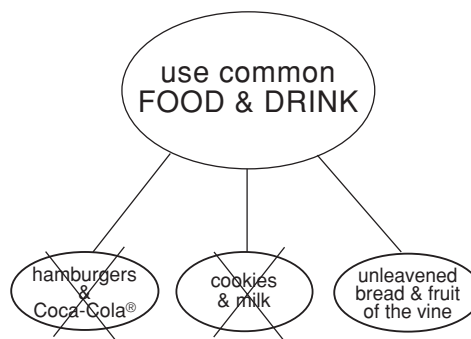 use common
FOOD & DRINK
hamburgers
&
Coca-Cola®
cookies
& milk
unleavened
bread & fruit
of the vine